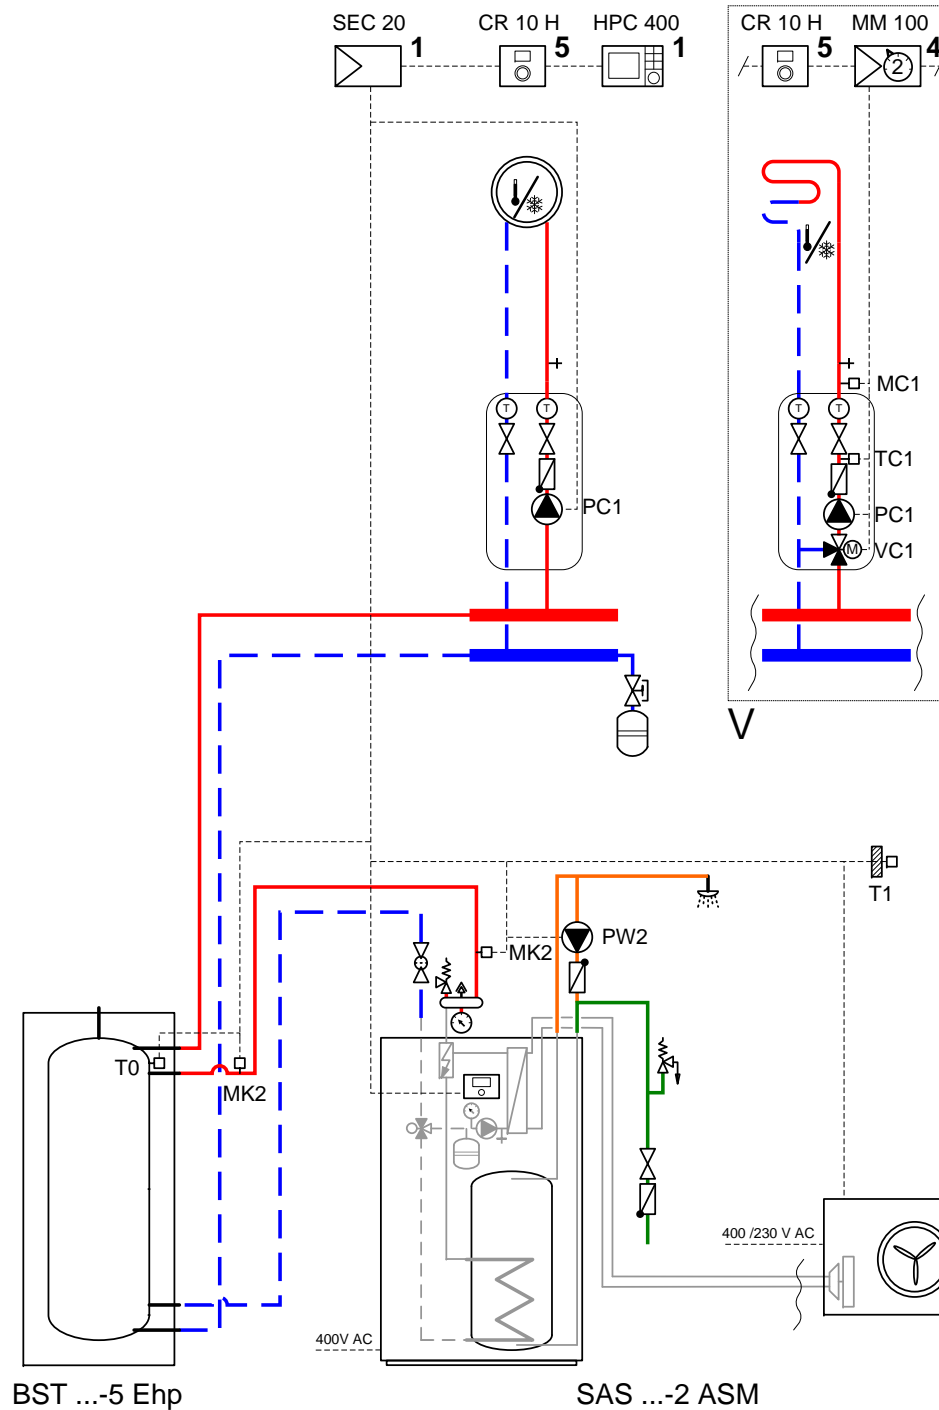 SEC 20
1
CR 10 H
5
HPC 400
1
CR 10 H
5
MM 100
2
4
MC1
T
T
T
T
TC1
PC1
PC1
M
VC1
V
T1
PW2
MK2
T0
MK2
400 /230 V AC
400V AC
BST ...-5 Ehp
SAS ...-2 ASM